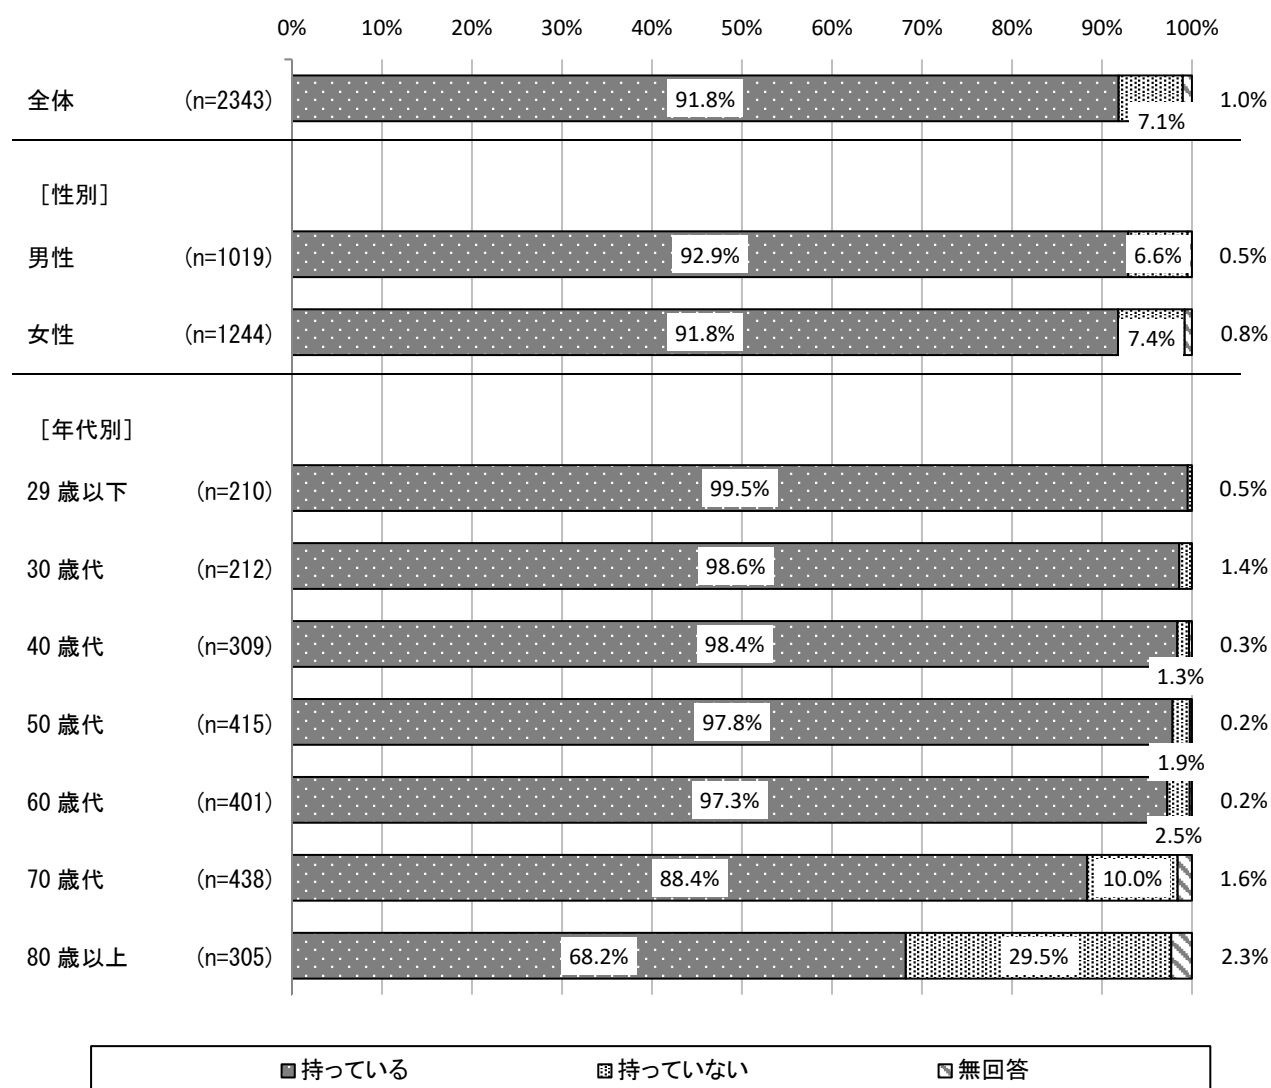 0% 10% 20% 30% 40% 50% 60% 70% 80% 90% 100%
全体 (n=2343) 91.8% 7.1% 1.0%
［性別］
男性 (n=1019) 92.9% 6.6% 0.5%
女性 (n=1244) 91.8% 7.4% 0.8%
［年代別］
29 歳以下 (n=210) 99.5% 0.5%
30 歳代 (n=212) 98.6% 1.4%
40 歳代 (n=309) 98.4% 1.3% 0.3%
50 歳代 (n=415) 97.8% 1.9% 0.2%
60 歳代 (n=401) 97.3% 2.5% 0.2%
70 歳代 (n=438) 88.4% 10.0% 1.6%
80 歳以上 (n=305) 68.2% 29.5% 2.3%
持っている 持っていない 無回答